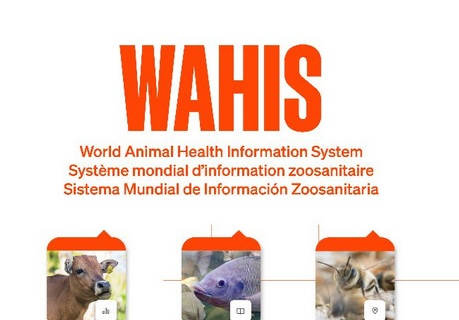 WAHIS
World Animal Health Information System
Système mondial d'information zoosanitaire
Sistema Mundial de Información Zoosanitaria